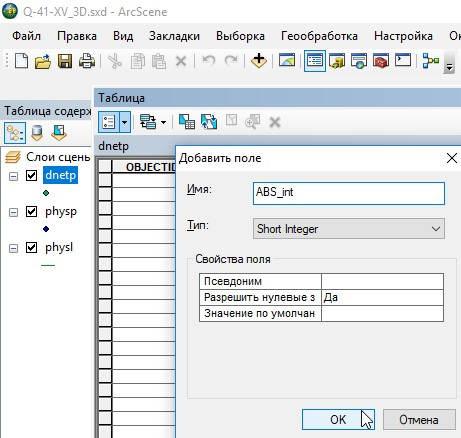 Q-41-XV_3D.sxd - ArcScene
Файл Правка Вид Закладки Выборка Геообработка Настройка
Таблица содерж
Таблица
Слои сцены
dnetp
physp
physl
dnetp
OBJECTID
Добавить поле
Имя:
ABS_int
Тип:
Short Integer
Свойства поля
Псевдоним
Разрешить нулевые з Да
Значение по умолчан
OK Отмена